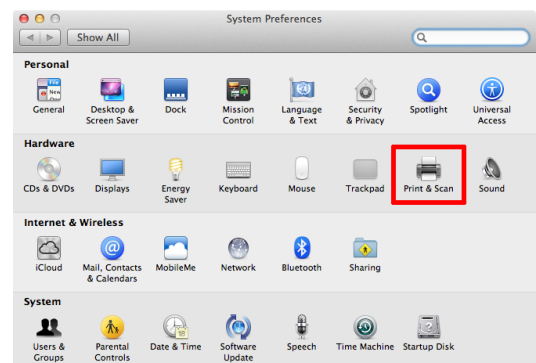 System Preferences
Show All
Personal
File
New
General
Desktop &
Screen Saver
Dock
Mission
Control
Language
& Text
Security
& Privacy
Spotlight
Universal
Access
Hardware
CDs & DVDs
Displays
Energy
Saver
Keyboard
Mouse
Trackpad
Print & Scan
Sound
Internet & Wireless
iCloud
Mail, Contacts
& Calendars
MobileMe
Network
Bluetooth
Sharing
System
Users &
Groups
Parental
Controls
Date & Time
Software
Update
Speech
Time Machine
Startup Disk